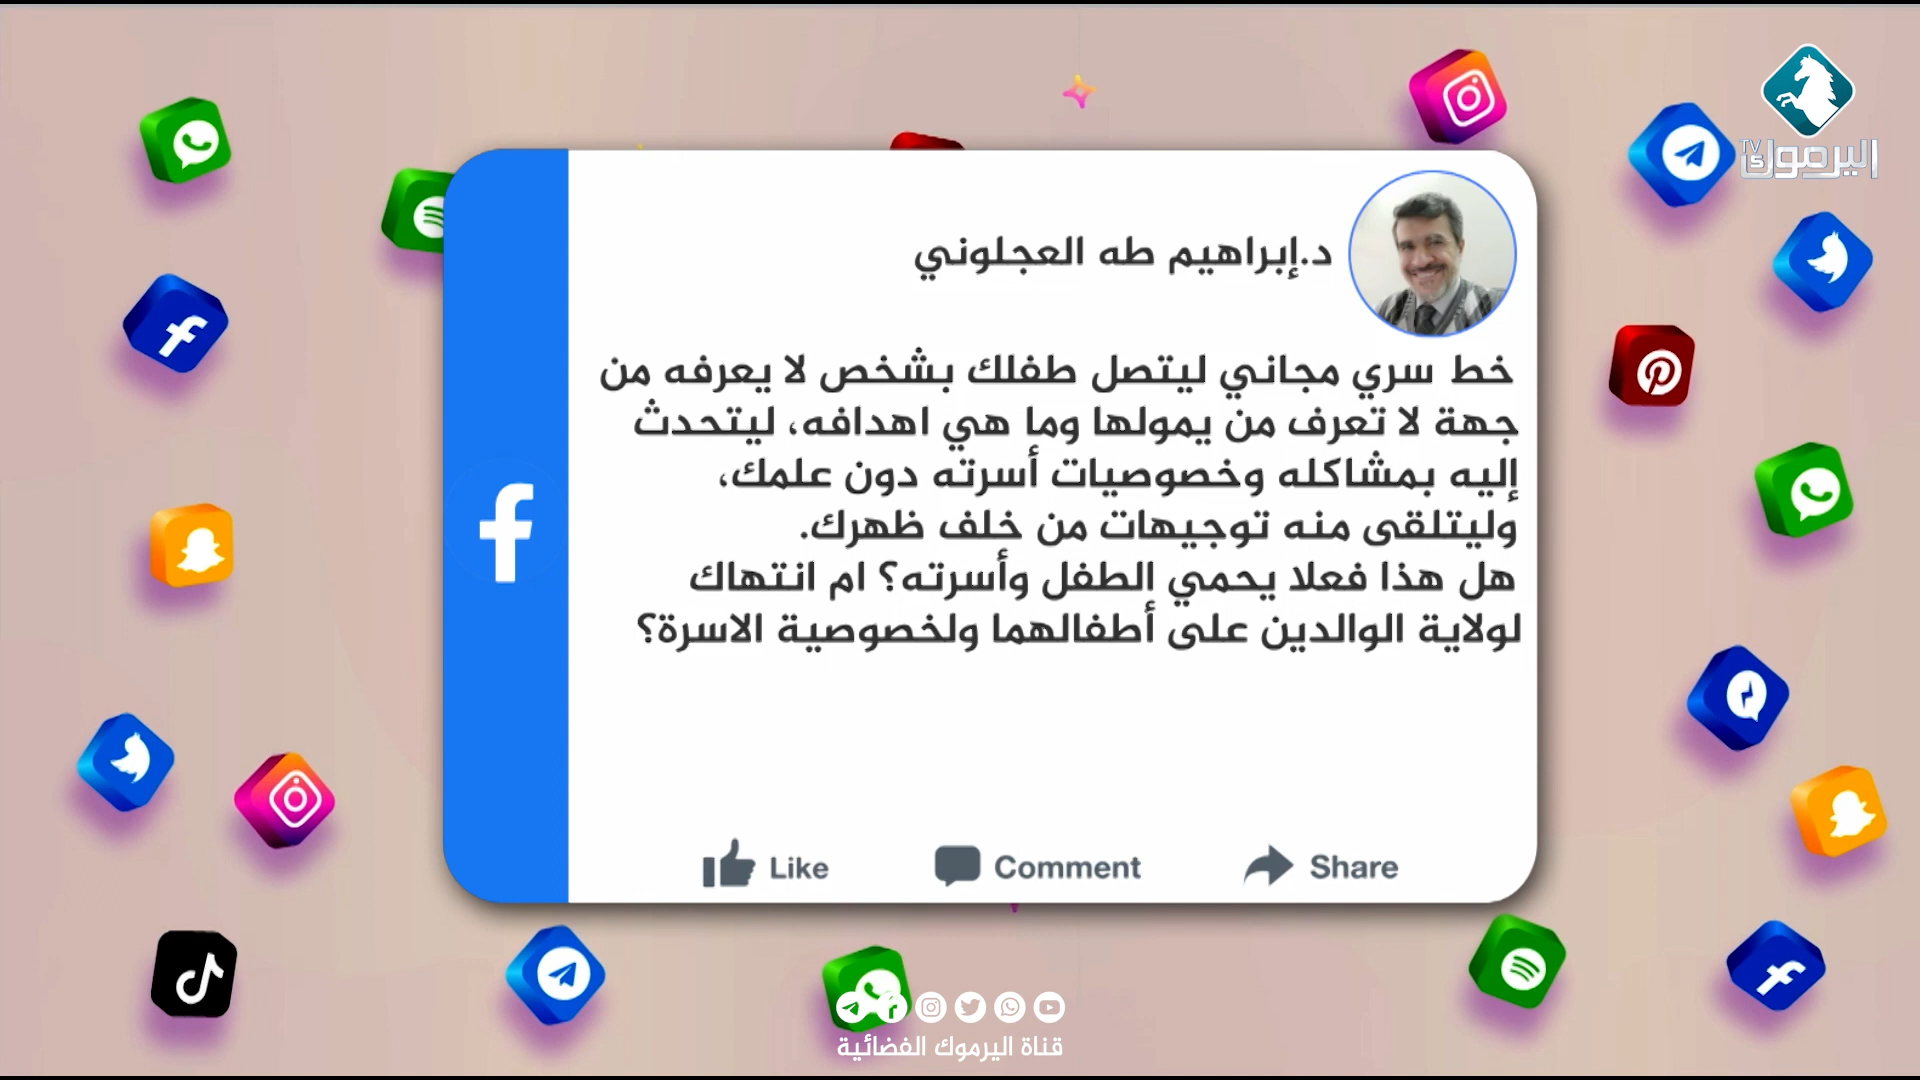 TV
اليرموك
د.إبراهيم طه العجلوني
خط سري مجاني ليتصل طفلك بشخص لا يعرفه من
جهة لا تعرف من يمولها وما هي اهدافه، ليتحدث
إليه بمشاكله وخصوصيات أسرته دون علمك،
وليتلقى منه توجيهات من خلف ظهرك.
هل هذا فعلا يحمي الطفل وأسرته؟ ام انتهاك
لولاية الوالدين على أطفالهما ولخصوصية الاسرة؟
Like Comment Share
قناة اليرموك الفضائية